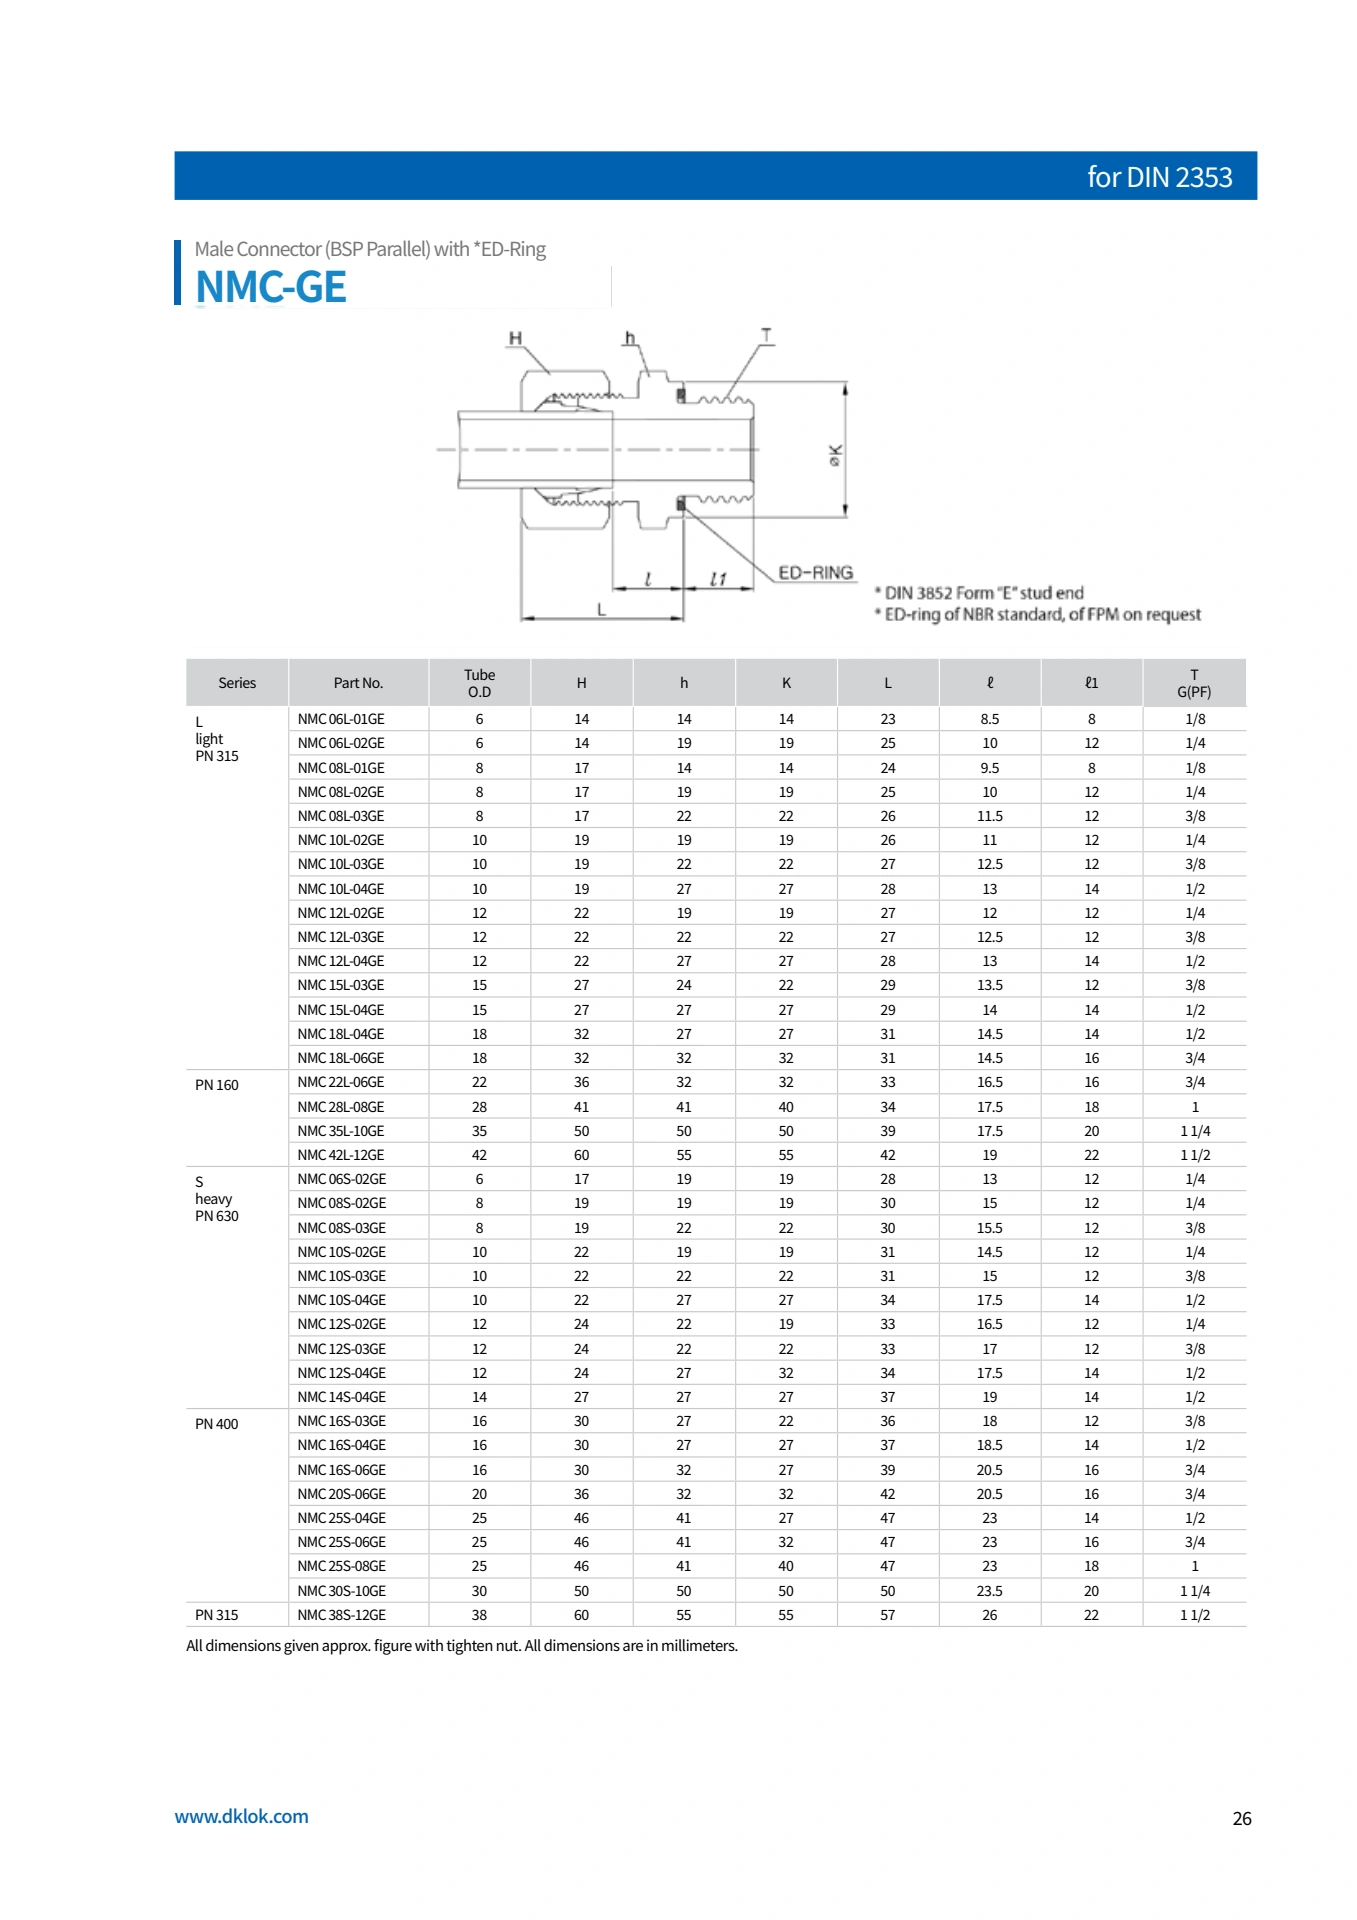 for DIN 2353
Male Connector (BSP Parallel) with *ED-Ring
NMC-GE
H h T
øK
l l1 ED-RING
L
* DIN 3852 Form "E" stud end
* ED-ring of NBR standard, of FPM on request
Series Part No. Tube O.D H h K L ℓ ℓ1 T G(PF)
L NMC 06L-01GE 6 14 14 14 23 8.5 8 1/8
light NMC 06L-02GE 6 14 19 19 25 10 12 1/4
PN 315 NMC 08L-01GE 8 17 14 14 24 9.5 8 1/8
NMC 08L-02GE 8 17 19 19 25 10 12 1/4
NMC 08L-03GE 8 17 22 22 26 11.5 12 3/8
NMC 10L-02GE 10 19 19 19 26 11 12 1/4
NMC 10L-03GE 10 19 22 22 27 12.5 12 3/8
NMC 10L-04GE 10 19 27 27 28 13 14 1/2
NMC 12L-02GE 12 22 19 19 27 12 12 1/4
NMC 12L-03GE 12 22 22 22 27 12.5 12 3/8
NMC 12L-04GE 12 22 27 27 28 13 14 1/2
NMC 15L-03GE 15 27 24 22 29 13.5 12 3/8
NMC 15L-04GE 15 27 27 27 29 14 14 1/2
NMC 18L-04GE 18 32 27 27 31 14.5 14 1/2
NMC 18L-06GE 18 32 32 32 31 14.5 16 3/4
PN 160 NMC 22L-06GE 22 36 32 32 33 16.5 16 3/4
NMC 28L-08GE 28 41 41 40 34 17.5 18 1
NMC 35L-10GE 35 50 50 50 39 17.5 20 1 1/4
NMC 42L-12GE 42 60 55 55 42 19 22 1 1/2
S NMC 06S-02GE 6 17 19 19 28 13 12 1/4
heavy NMC 08S-02GE 8 19 19 19 30 15 12 1/4
PN 630 NMC 08S-03GE 8 19 22 22 30 15.5 12 3/8
NMC 10S-02GE 10 22 19 19 31 14.5 12 1/4
NMC 10S-03GE 10 22 22 22 31 15 12 3/8
NMC 10S-04GE 10 22 27 27 34 17.5 14 1/2
NMC 12S-02GE 12 24 22 19 33 16.5 12 1/4
NMC 12S-03GE 12 24 22 22 33 17 12 3/8
NMC 12S-04GE 12 24 27 32 34 17.5 14 1/2
NMC 14S-04GE 14 27 27 27 37 19 14 1/2
PN 400 NMC 16S-03GE 16 30 27 22 36 18 12 3/8
NMC 16S-04GE 16 30 27 27 37 18.5 14 1/2
NMC 16S-06GE 16 30 32 27 39 20.5 16 3/4
NMC 20S-06GE 20 36 32 32 42 20.5 16 3/4
NMC 25S-04GE 25 46 41 27 47 23 14 1/2
NMC 25S-06GE 25 46 41 32 47 23 16 3/4
NMC 25S-08GE 25 46 41 40 47 23 18 1
NMC 30S-10GE 30 50 50 50 50 23.5 20 1 1/4
PN 315 NMC 38S-12GE 38 60 55 55 57 26 22 1 1/2
All dimensions given approx. figure with tighten nut. All dimensions are in millimeters.
www.dklok.com 26